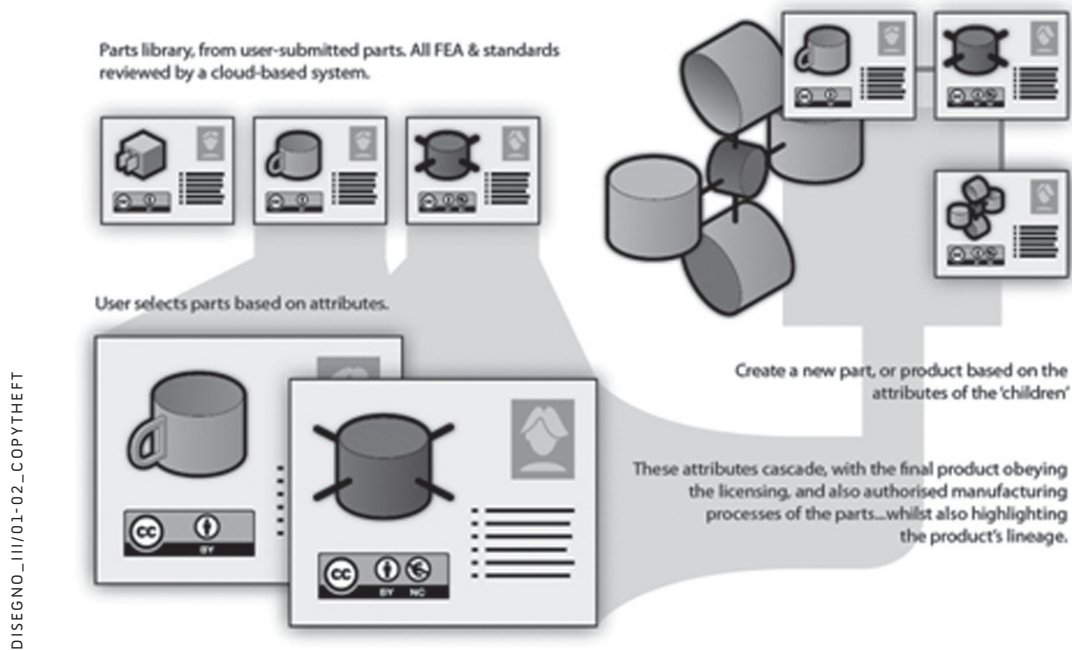 Parts library, from user-submitted parts. All FEA & standards
reviewed by a cloud-based system.
User selects parts based on attributes.
cc
BY
cc
BY NC
Create a new part, or product based on the
attributes of the 'children'
These attributes cascade, with the final product obeying
the licensing, and also authorised manufacturing
processes of the parts...whilst also highlighting
the product's lineage.
DISEGNO_III/01-02_COPYTHEFT